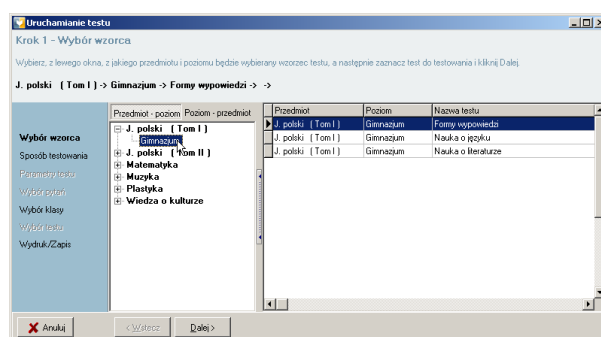 Uruchamianie testu
Krok 1 - Wybór wzorca
Wybierz, z lewego okna, z jakiego przedmiotu i poziomu będzie wybierany wzorzec testu, a następnie zaznacz test do testowania i kliknij Dalej.
J. polski ( Tom I ) -> Gimnazjum -> Formy wypowiedzi -> ->
Wybór wzorca
Sposób testowania
Parametry testu
Wybór pytań
Wybór klasy
Wybór testu
Wydruk/Zapis
Przedmiot - poziom Poziom - przedmiot
J. polski ( Tom I )
Gimnazjum
J. polski ( Tom II )
Matematyka
Muzyka
Plastyka
Wiedza o kulturze
Przedmiot Poziom Nazwa testu
J. polski ( Tom I ) Gimnazjum Formy wypowiedzi
J. polski ( Tom I ) Gimnazjum Nauka o języku
J. polski ( Tom I ) Gimnazjum Nauka o literaturze
Anuluj < Wstecz Dalej >